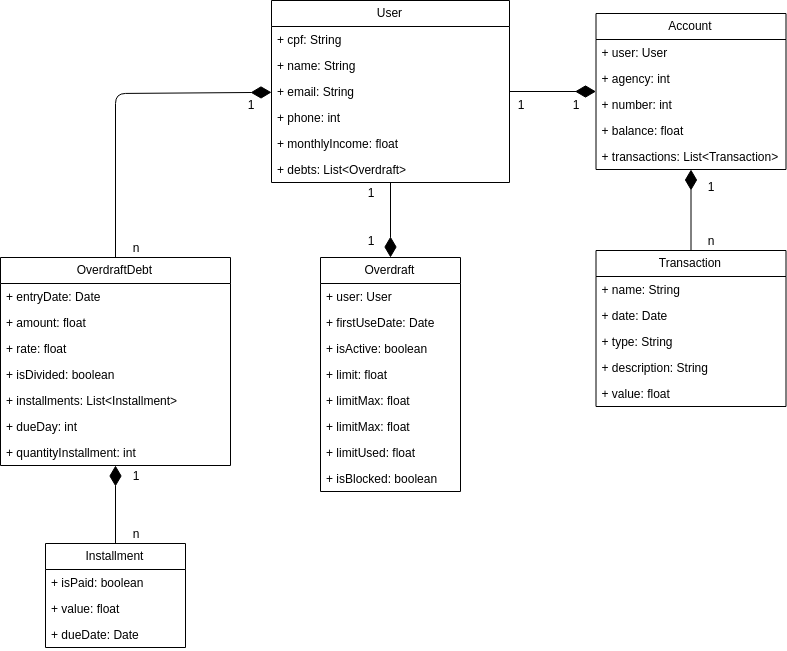 User
+ cpf: String
+ name: String
+ email: String
+ phone: int
+ monthlyIncome: float
+ debts: List<Overdraft>
Account
+ user: User
+ agency: int
+ number: int
+ balance: float
+ transactions: List<Transaction>
1
1
1
1
1
1
n
n
OverdraftDebt
+ entryDate: Date
+ amount: float
+ rate: float
+ isDivided: boolean
+ installments: List<Installment>
+ dueDay: int
+ quantityInstallment: int
Overdraft
+ user: User
+ firstUseDate: Date
+ isActive: boolean
+ limit: float
+ limitMax: float
+ limitMax: float
+ limitUsed: float
+ isBlocked: boolean
Transaction
+ name: String
+ date: Date
+ type: String
+ description: String
+ value: float
1
n
Installment
+ isPaid: boolean
+ value: float
+ dueDate: Date